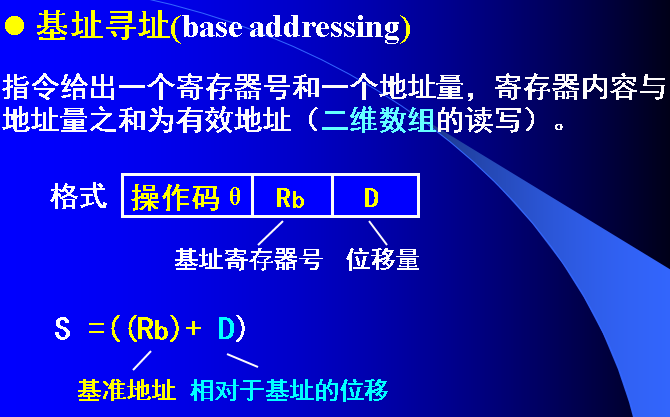 ● 基址寻址(base addressing)
指令给出一个寄存器号和一个地址量，寄存器内容与
地址量之和为有效地址（二维数组的读写）。
格式 操作码θ Rb D
基址寄存器号 位移量
S =((Rb)+ D)
基准地址 相对于基址的位移